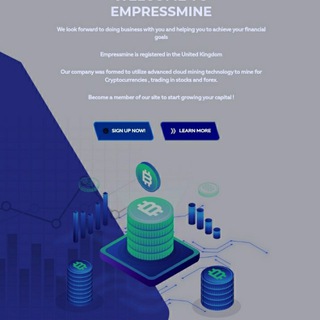 EMPRESSMINE
We look forward to doing business with you and helping you to achieve your financial
goals
Empressmine is registered in the United Kingdom
Our company was formed to utilize advanced cloud mining technology to mine for
Cryptocurrencies , trading in stocks and forex.
Become a member of our site to start growing your capital !
SIGN UP NOW!
LEARN MORE